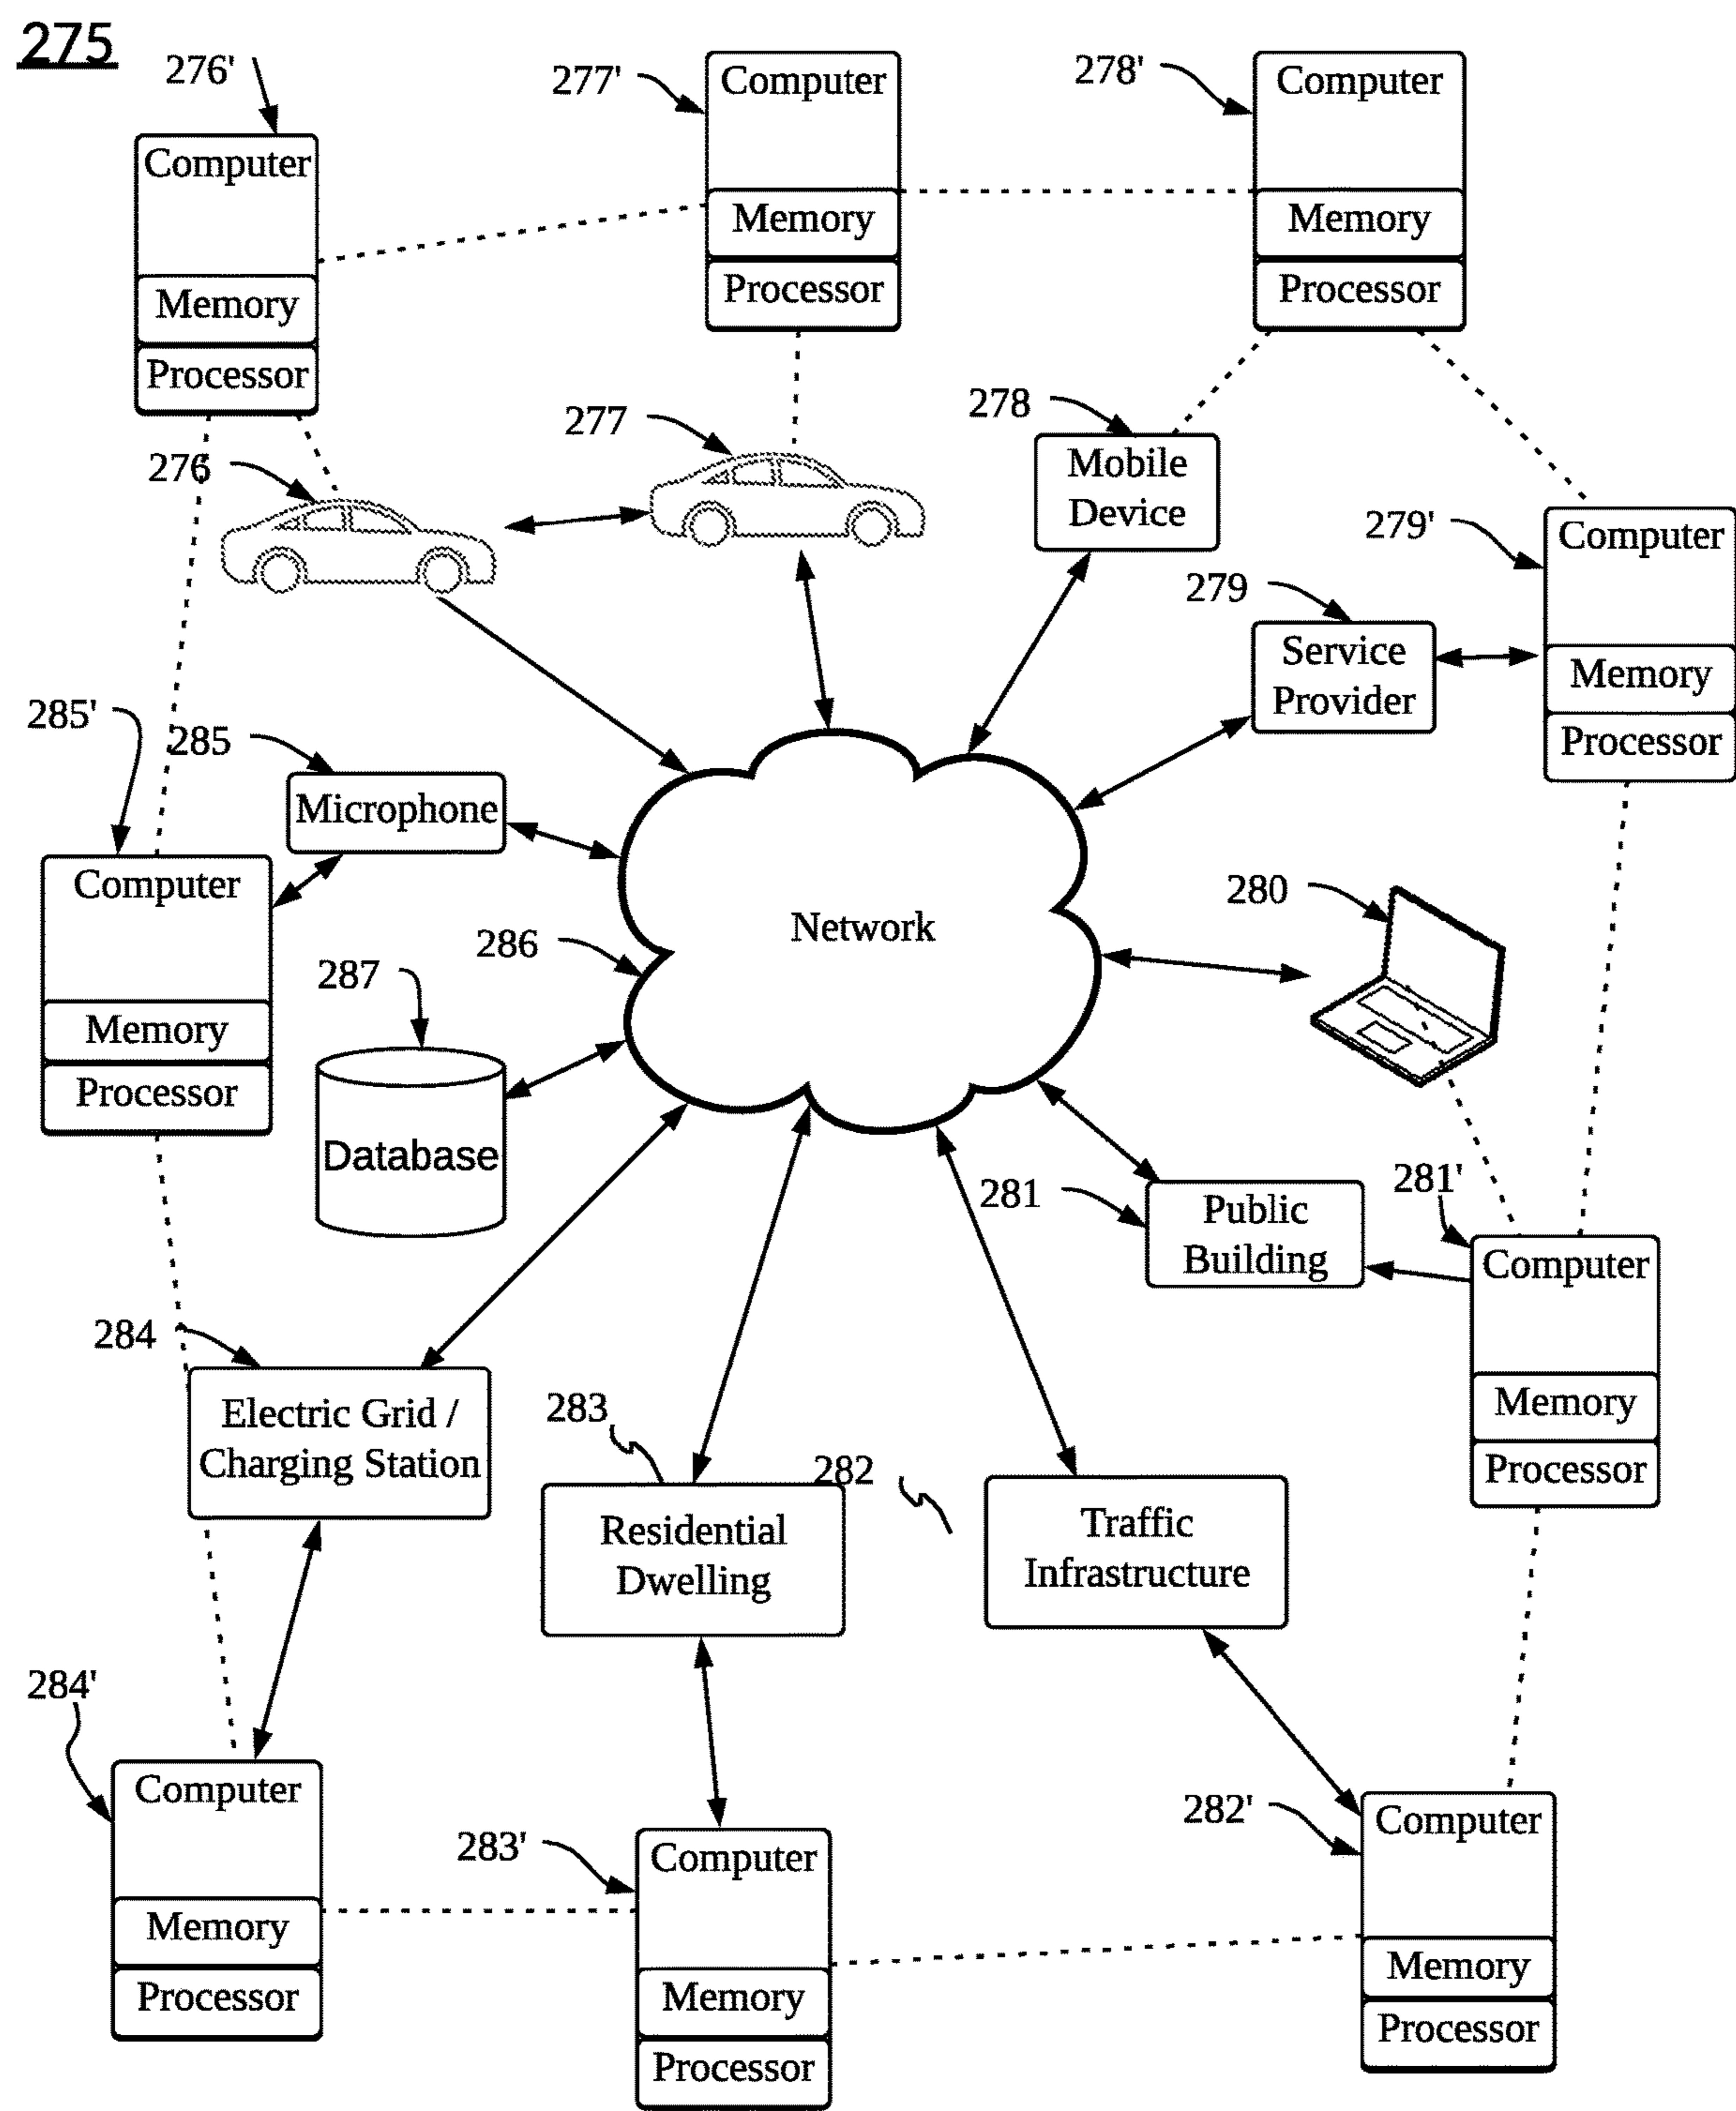 275
276'
277'
278'
Computer
Memory
Processor
Computer
Memory
Processor
Computer
Memory
Processor
276
277
278
Mobile
Device
279'
Computer
Memory
Processor
279
Service
Provider
285'
285
Microphone
Computer
Memory
Processor
286
Network
280
287
Database
281
Public
Building
281'
Computer
Memory
Processor
284
Electric Grid /
Charging Station
283
Residential
Dwelling
282
Traffic
Infrastructure
284'
Computer
Memory
Processor
283'
Computer
Memory
Processor
282'
Computer
Memory
Processor